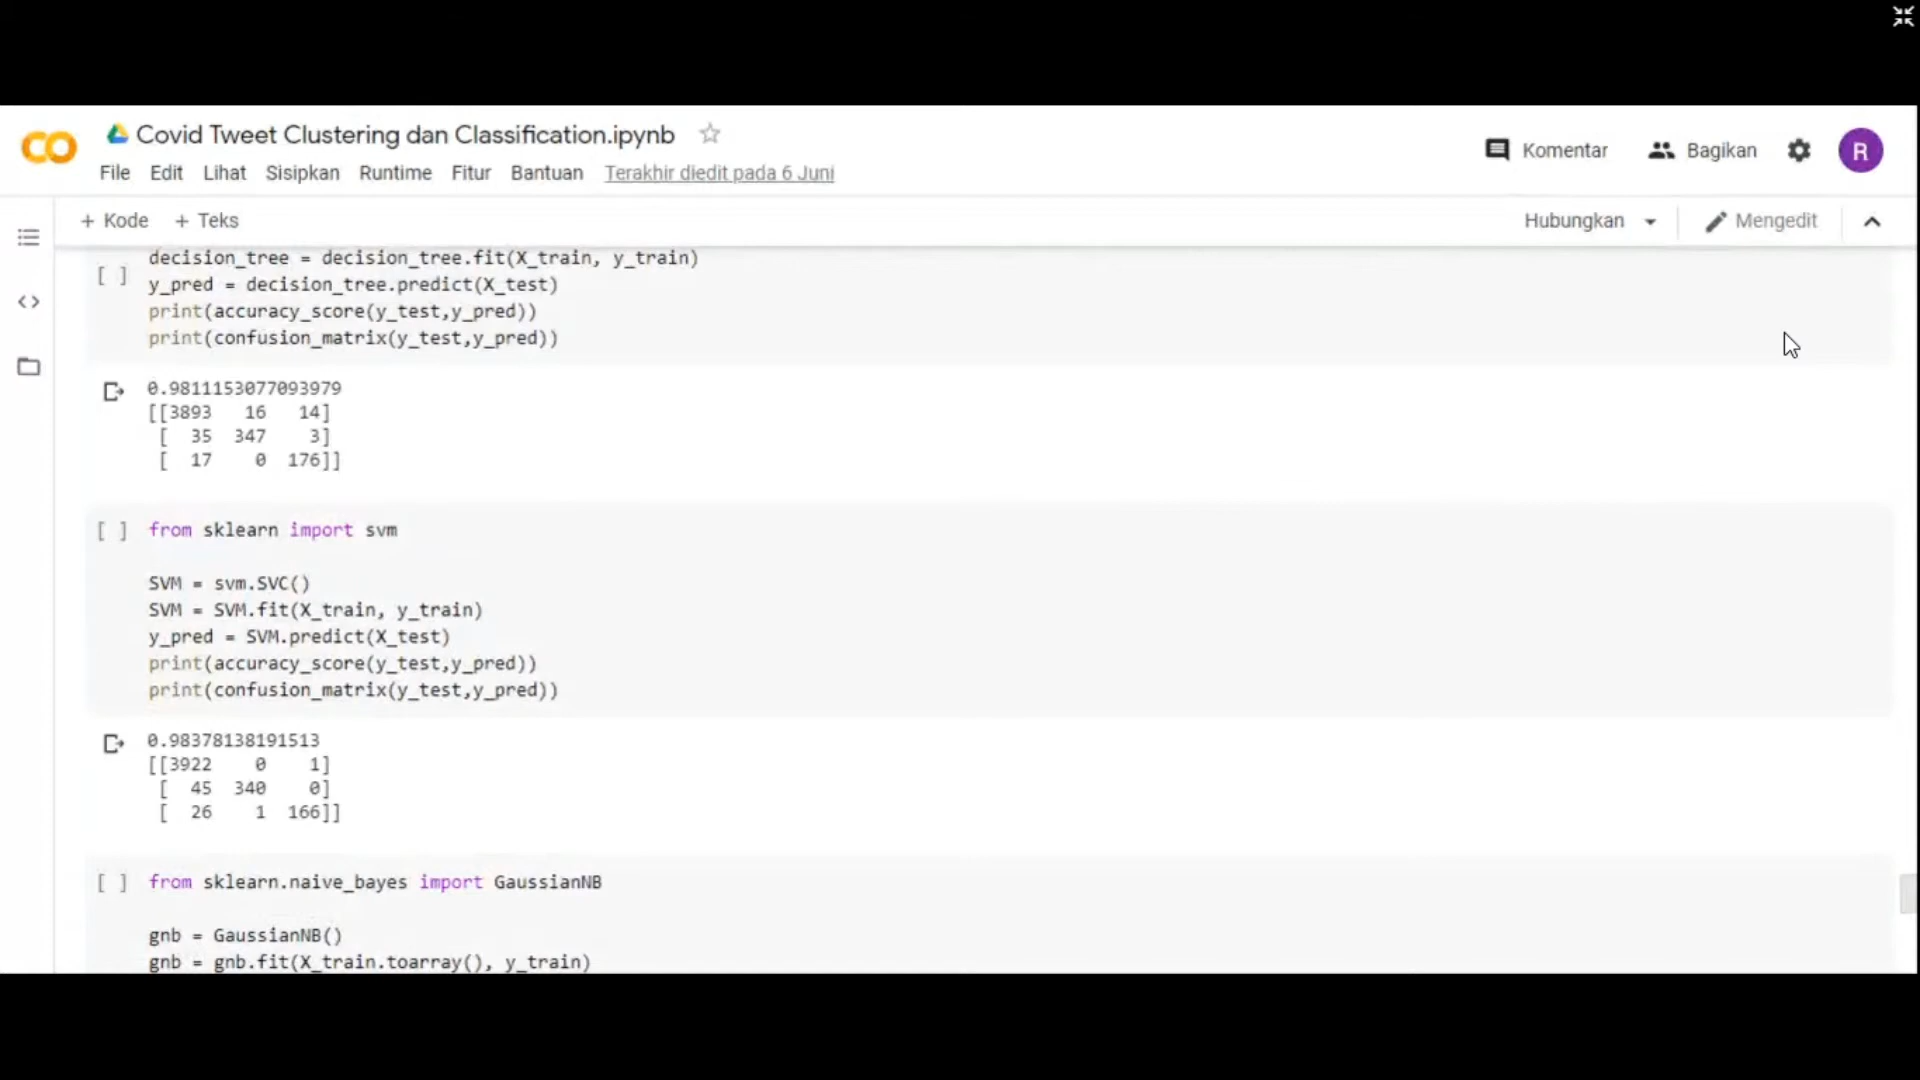 Covid Tweet Clustering dan Classification.ipynb
Komentar Bagikan R
File Edit Lihat Sisipkan Runtime Fitur Bantuan Terakhir diedit pada 6 Juni
+ Kode + Teks Hubungkan Mengedit
decision_tree = decision_tree.fit(X_train, y_train)
[ ] y_pred = decision_tree.predict(X_test)
print(accuracy_score(y_test,y_pred))
print(confusion_matrix(y_test,y_pred))
0.9811153077093979
[[3893 16 14]
[ 35 347 3]
[ 17 0 176]]
[ ] from sklearn import svm
SVM = svm.SVC()
SVM = SVM.fit(X_train, y_train)
y_pred = SVM.predict(X_test)
print(accuracy_score(y_test,y_pred))
print(confusion_matrix(y_test,y_pred))
0.98378138191513
[[3922 0 1]
[ 45 340 0]
[ 26 1 166]]
[ ] from sklearn.naive_bayes import GaussianNB
gnb = GaussianNB()
gnb = gnb.fit(X_train.toarray(), y_train)